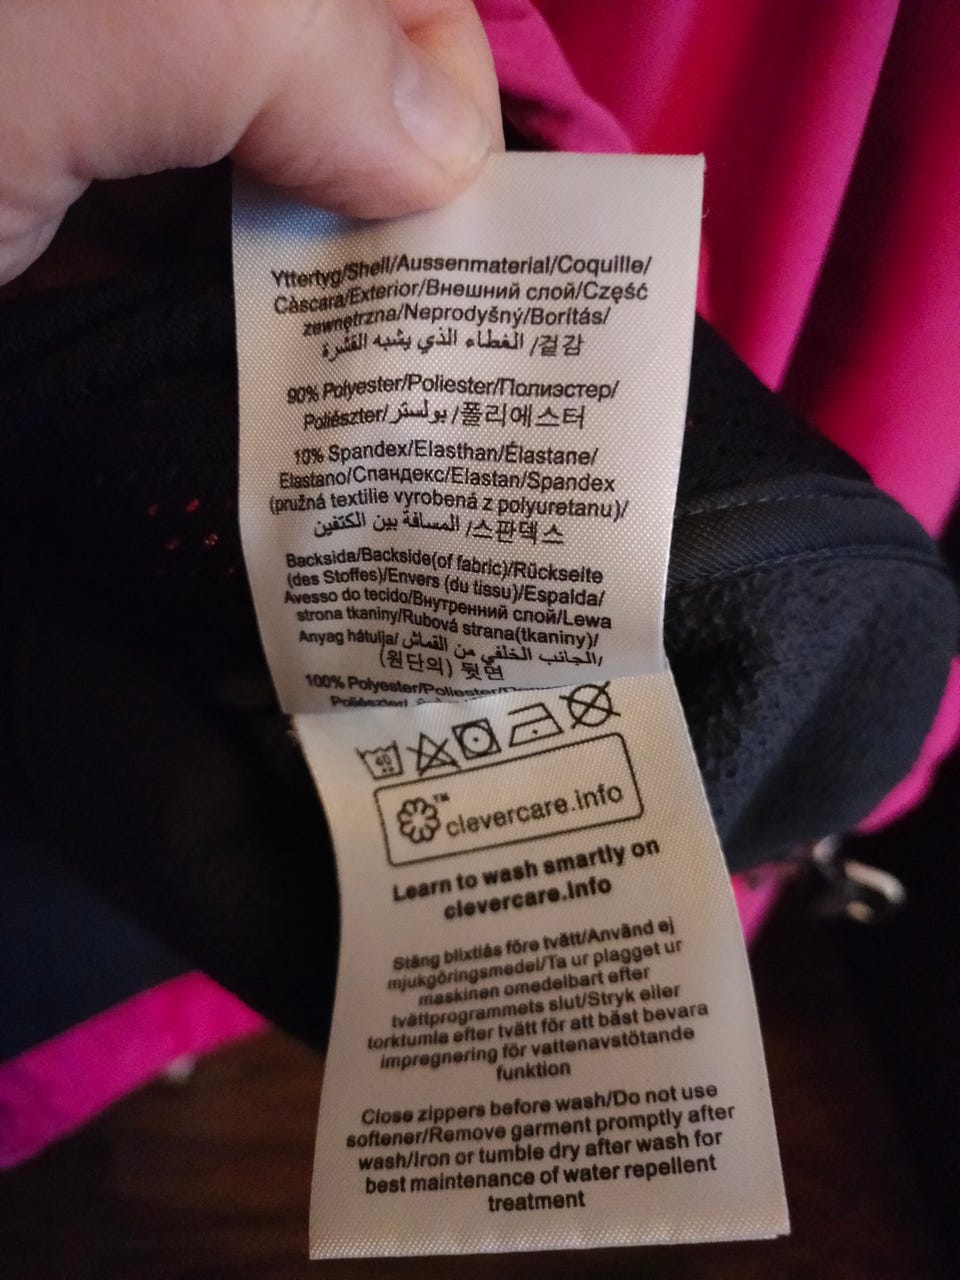 Yttertyg/Shell/Aussenmaterial/Coquille/
Càscara/Exterior/Внешний слой/Część
zewnętrzna/Neprodyšný/Borítás/
الغطاء الذي يشبه القشرة /겉감
90% Polyester/Poliester/Полиэстер/
Poliészter/بولستر/폴리에스터
10% Spandex/Elasthan/Élastane/
Elastano/Спандекс/Elastan/Spandex
(pružná textilie vyrobená z polyuretanu)/
المسافة بين الكتفين /스판덱스
Backsida/Backside(of fabric)/Rückseite
(des Stoffes)/Envers (du tissu)/Espalda/
Avesso do tecido/Внутренний слой/Lewa
strona tkaniny/Rubová strana(tkaniny)/
Anyag hátulja/الجانب الخلفي من القماش/
(원단의) 뒷면
100% Polyester/Poliester/
Poliészter/
40
clevercare.info™
Learn to wash smartly on
clevercare.info
Stäng blixtlås före tvätt/Använd ej
mjukgöringsmedel/Ta ur plagget ur
maskinen omedelbart efter
tvättprogrammets slut/Stryk eller
torktumla efter tvätt för att bäst bevara
impregnering för vattenavstötande
funktion
Close zippers before wash/Do not use
softener/Remove garment promptly after
wash/Iron or tumble dry after wash for
best maintenance of water repellent
treatment